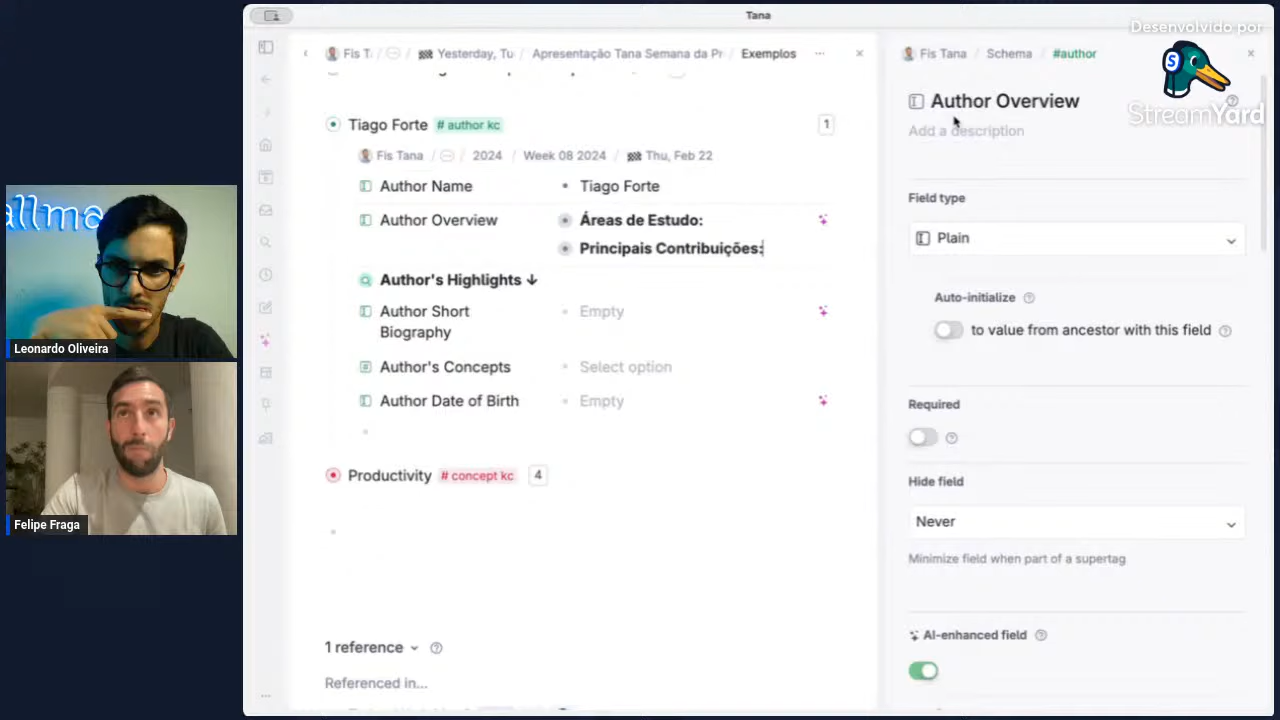 Tana
Desenvolvido por
StreamYard
Fis T
Yesterday, Tu
Apresentação Tana Semana da Pr
Exemplos
Fis Tana / Schema / #author
Author Overview
Add a description
Tiago Forte # author kc 1
Fis Tana / 2024 / Week 08 2024 / Thu, Feb 22
Author Name • Tiago Forte
Author Overview Áreas de Estudo:
Principais Contribuições:
Author's Highlights ↓
Author Short
Biography
Empty
Author's Concepts Select option
Author Date of Birth Empty
Productivity # concept kc 4
1 reference
Referenced in...
Field type
Plain
Auto-initialize
to value from ancestor with this field
Required
Hide field
Never
Minimize field when part of a supertag
AI-enhanced field
allma
Leonardo Oliveira
Felipe Fraga